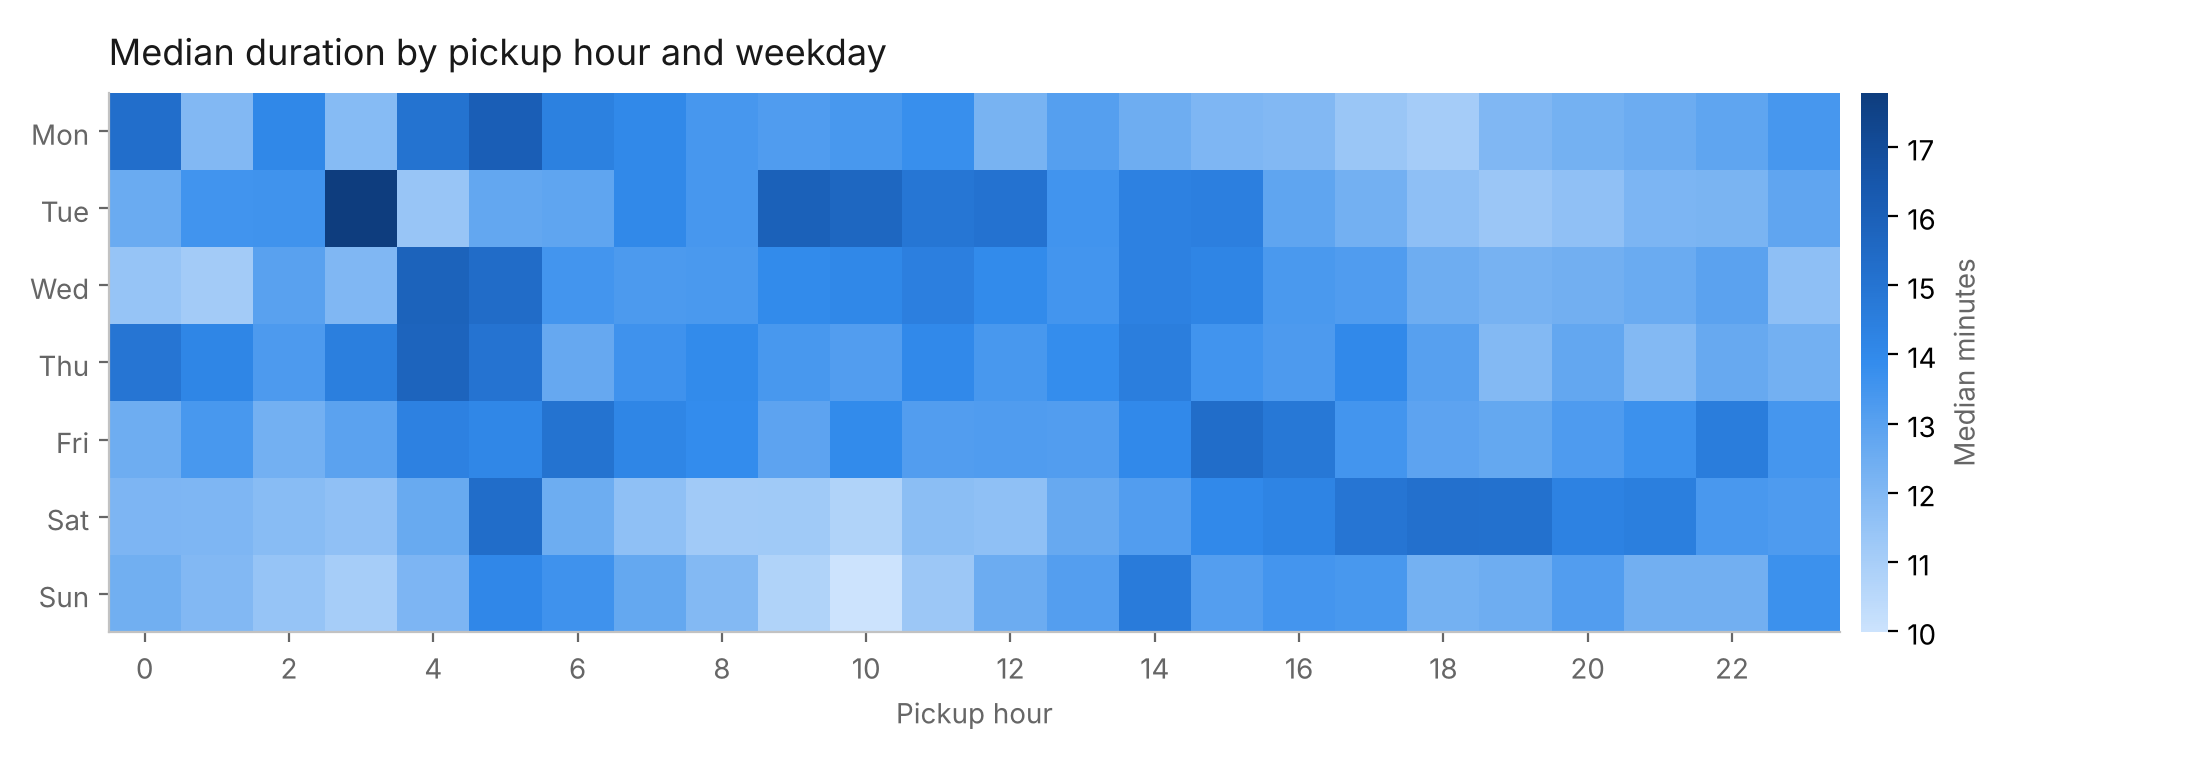 Median duration by pickup hour and weekday
Mon
Tue
Wed
Thu
Fri
Sat
Sun
0 2 4 6 8 10 12 14 16 18 20 22
Pickup hour
17
16
15
14
13
12
11
10
Median minutes